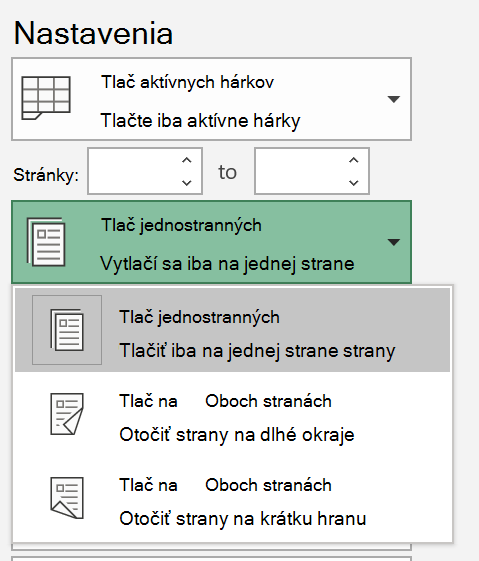 Nastavenia
Tlač aktívnych hárkov
Tlačte iba aktívne hárky
Stránky: to
Tlač jednostranných
Vytlačí sa iba na jednej strane
Tlač jednostranných
Tlačiť iba na jednej strane strany
Tlač na Oboch stranách
Otočiť strany na dlhé okraje
Tlač na Oboch stranách
Otočiť strany na krátku hranu